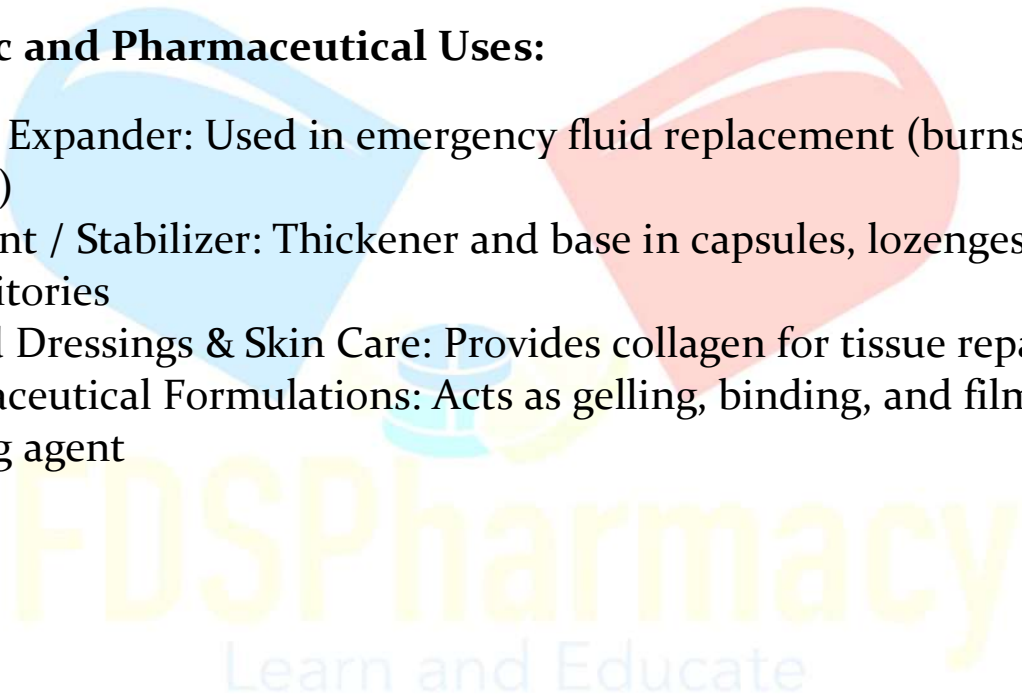 c and Pharmaceutical Uses:
Expander: Used in emergency fluid replacement (burns
)
nt / Stabilizer: Thickener and base in capsules, lozenges
itories
l Dressings & Skin Care: Provides collagen for tissue repa
aceutical Formulations: Acts as gelling, binding, and film
g agent
FDSPharmacy
Learn and Educate